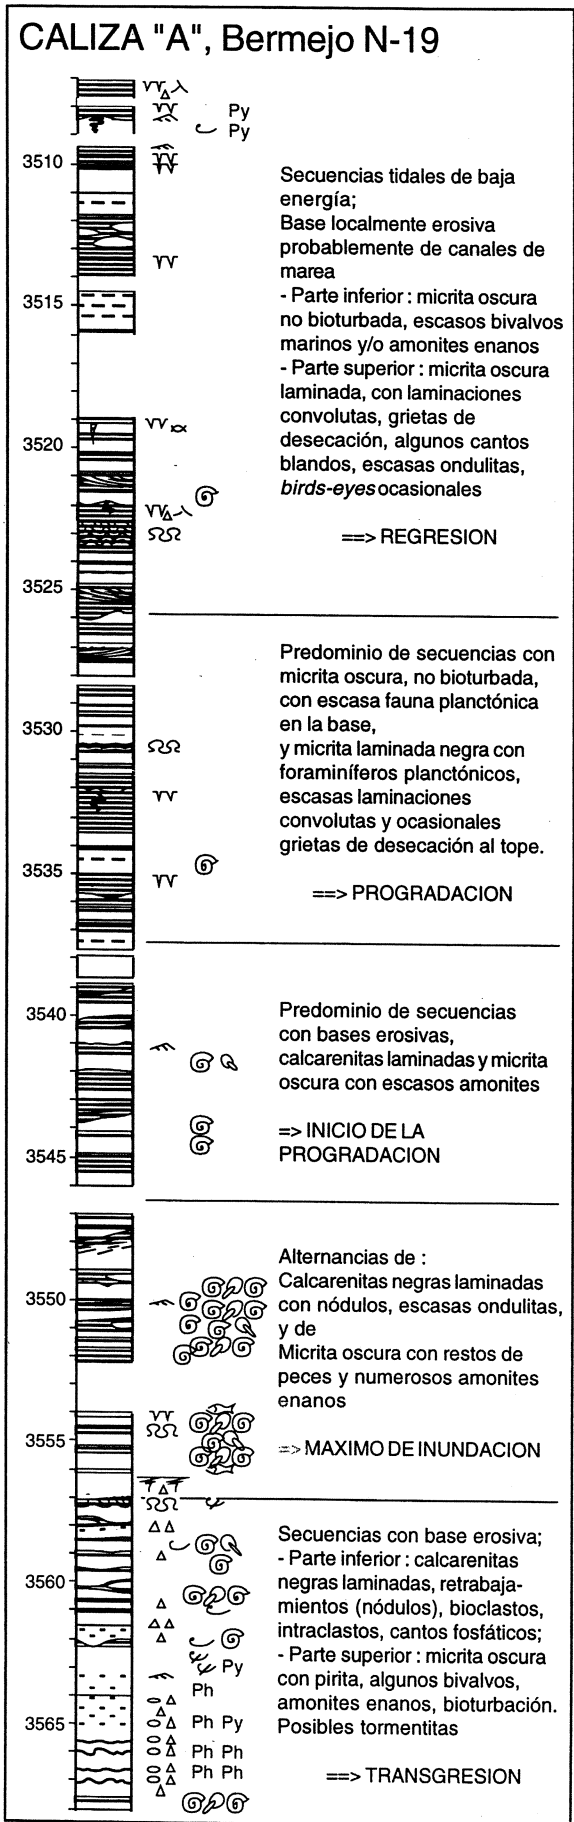 CALIZA "A", Bermejo N-19
Py
Py
3510
Secuencias tidales de baja
energía;
Base localmente erosiva
probablemente de canales de
marea
- Parte inferior : micrita oscura
no bioturbada, escasos bivalvos
marinos y/o amonites enanos
- Parte superior : micrita oscura
laminada, con laminaciones
convolutas, grietas de
desecación, algunos cantos
blandos, escasas ondulitas,
birds-eyes ocasionales
==> REGRESION
3515
3520
3525
Predominio de secuencias con
micrita oscura, no bioturbada,
con escasa fauna planctónica
en la base,
y micrita laminada negra con
foraminíferos planctónicos,
escasas laminaciones
convolutas y ocasionales
grietas de desecación al tope.
==> PROGRADACION
3530
3535
3540
Predominio de secuencias
con bases erosivas,
calcarenitas laminadas y micrita
oscura con escasos amonites
=> INICIO DE LA
PROGRADACION
3545
Alternancias de :
Calcarenitas negras laminadas
con nódulos, escasas ondulitas,
y de
Micrita oscura con restos de
peces y numerosos amonites
enanos
=> MAXIMO DE INUNDACION
3550
3555
Secuencias con base erosiva;
- Parte inferior : calcarenitas
negras laminadas, retrabaja-
mientos (nódulos), bioclastos,
intraclastos, cantos fosfáticos;
- Parte superior : micrita oscura
con pirita, algunos bivalvos,
amonites enanos, bioturbación.
Posibles tormentitas
==> TRANSGRESION
3560
Py
Ph
3565
Ph Py
Ph Ph
Ph Ph